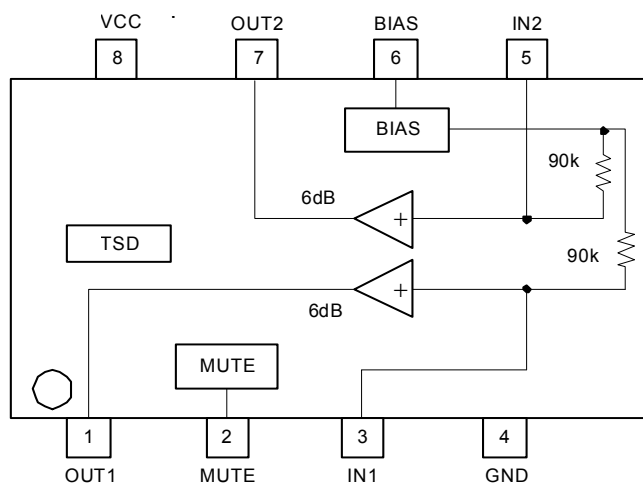 VCC OUT2 BIAS IN2
8 7 6 5
BIAS
90k
6dB
+
TSD
90k
+
6dB
MUTE
1 2 3 4
OUT1 MUTE IN1 GND